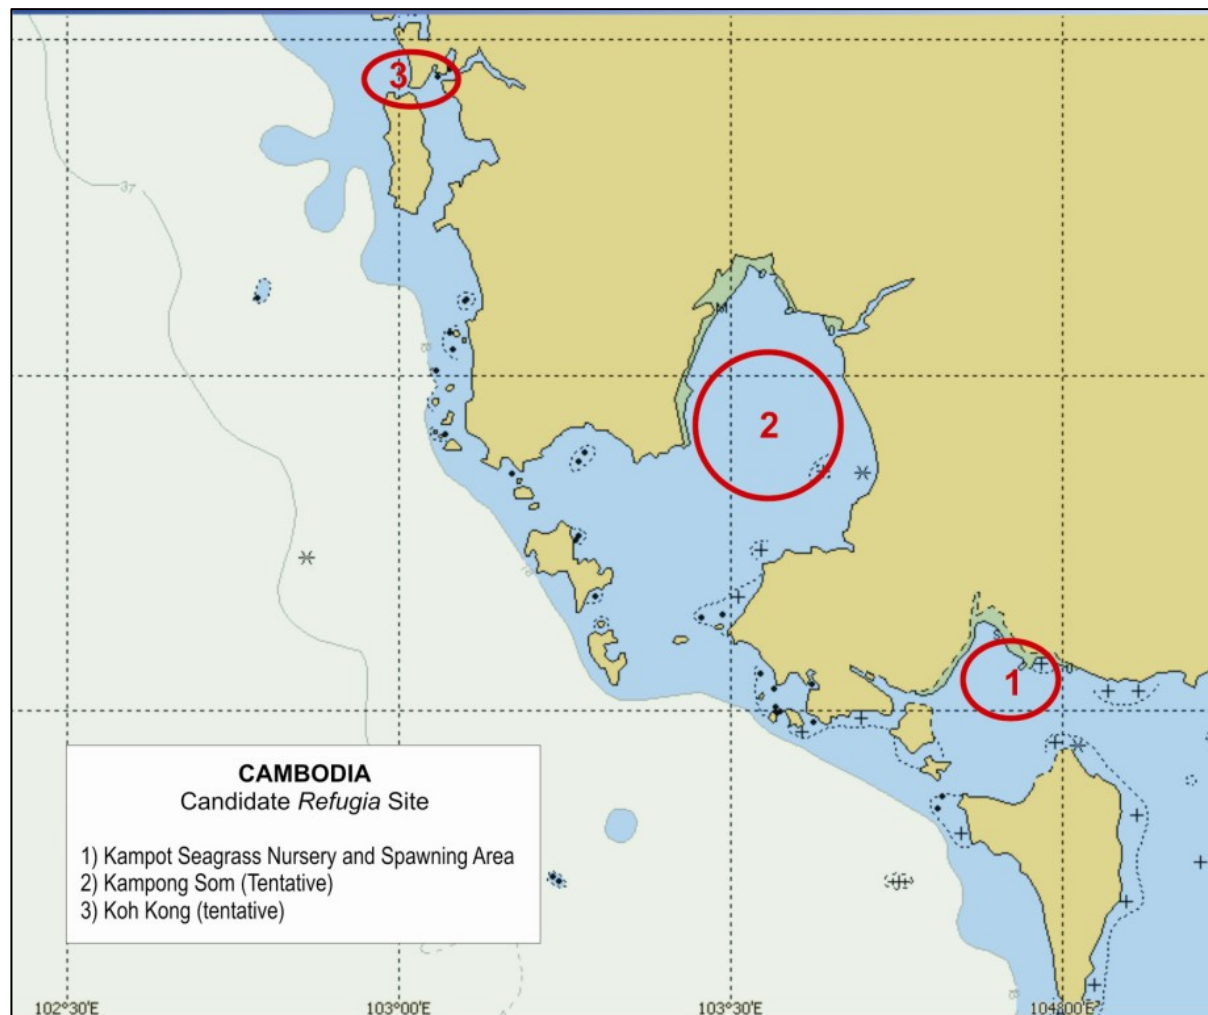 3
37
M
2
S
1
CAMBODIA
Candidate Refugia Site
1) Kampot Seagrass Nursery and Spawning Area
2) Kampong Som (Tentative)
3) Koh Kong (tentative)
102°30'E
103°00'E
103°30'E
104°00'E